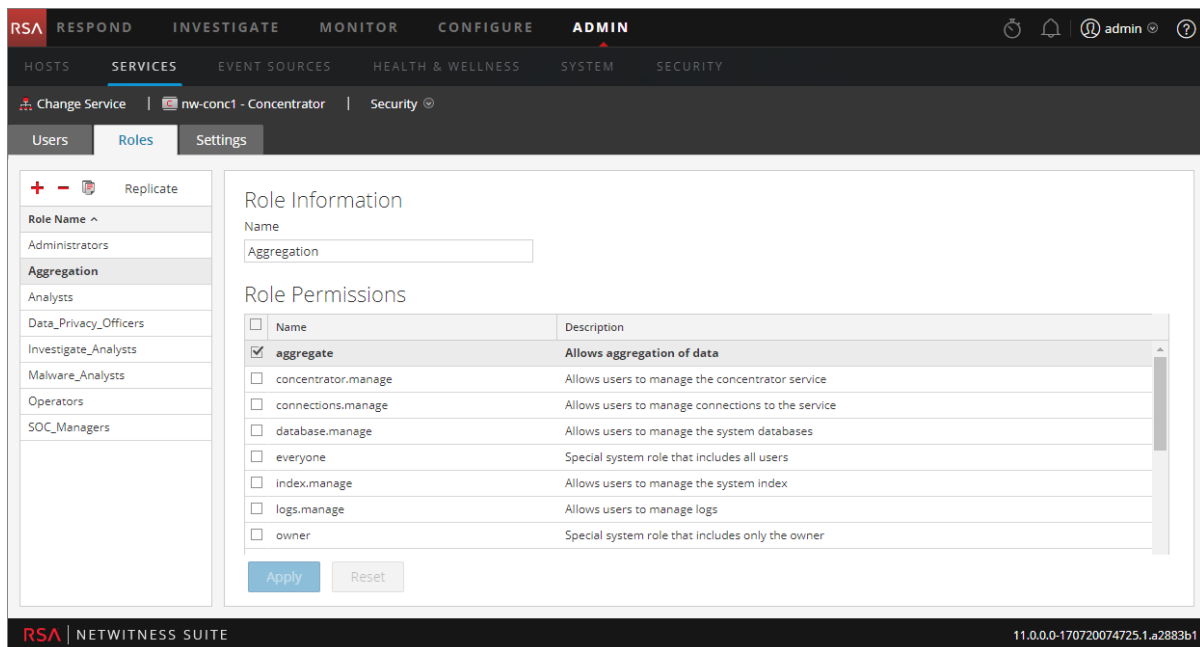 RSA RESPOND INVESTIGATE MONITOR CONFIGURE ADMIN admin ?
HOSTS SERVICES EVENT SOURCES HEALTH & WELLNESS SYSTEM SECURITY
Change Service | C nw-conc1 - Concentrator | Security
Users Roles Settings
Replicate
Role Name
Administrators
Aggregation
Analysts
Data_Privacy_Officers
Investigate_Analysts
Malware_Analysts
Operators
SOC_Managers
Role Information
Name
Aggregation
Role Permissions
Name Description
aggregate Allows aggregation of data
concentrator.manage Allows users to manage the concentrator service
connections.manage Allows users to manage connections to the service
database.manage Allows users to manage the system databases
everyone Special system role that includes all users
index.manage Allows users to manage the system index
logs.manage Allows users to manage logs
owner Special system role that includes only the owner
Apply Reset
RSA | NETWITNESS SUITE 11.0.0.0-170720074725.1.a2883b1